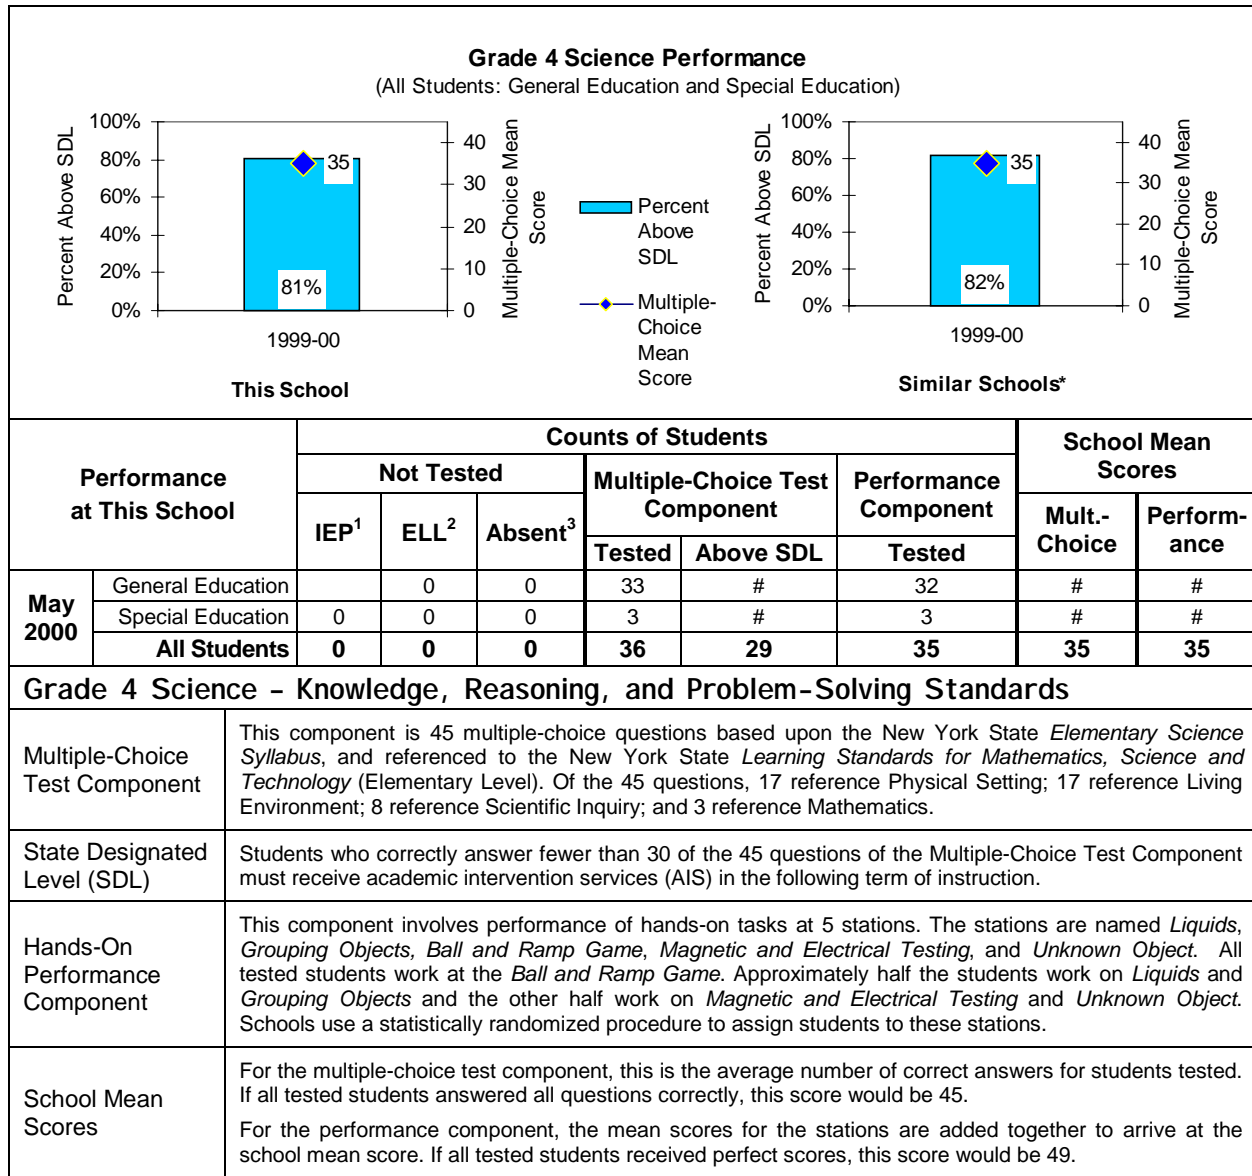 Grade 4 Science Performance
(All Students: General Education and Special Education)
Percent Above SDL
100%
80%
60%
40%
20%
0%
35
81%
40
30
20
10
0
Multiple-Choice Mean
Score
1999-00
This School
Percent
Above
SDL
Multiple-
Choice
Mean
Score
Percent Above SDL
100%
80%
60%
40%
20%
0%
35
82%
40
30
20
10
0
Multiple-Choice Mean
Score
1999-00
Similar Schools*
Performance
at This School
Counts of Students
School Mean
Scores
Not Tested
Multiple-Choice Test
Component
Performance
Component
IEP1 ELL2 Absent3
Mult.-
Choice
Perform-
ance
Tested Above SDL Tested
May
2000
General Education 0 0 33 # 32 # #
Special Education 0 0 0 3 # 3 # #
All Students 0 0 0 36 29 35 35 35
Grade 4 Science – Knowledge, Reasoning, and Problem-Solving Standards
Multiple-Choice
Test Component
This component is 45 multiple-choice questions based upon the New York State Elementary Science
Syllabus, and referenced to the New York State Learning Standards for Mathematics, Science and
Technology (Elementary Level). Of the 45 questions, 17 reference Physical Setting; 17 reference Living
Environment; 8 reference Scientific Inquiry; and 3 reference Mathematics.
State Designated
Level (SDL)
Students who correctly answer fewer than 30 of the 45 questions of the Multiple-Choice Test Component
must receive academic intervention services (AIS) in the following term of instruction.
Hands-On
Performance
Component
This component involves performance of hands-on tasks at 5 stations. The stations are named Liquids,
Grouping Objects, Ball and Ramp Game, Magnetic and Electrical Testing, and Unknown Object. All
tested students work at the Ball and Ramp Game. Approximately half the students work on Liquids and
Grouping Objects and the other half work on Magnetic and Electrical Testing and Unknown Object.
Schools use a statistically randomized procedure to assign students to these stations.
School Mean
Scores
For the multiple-choice test component, this is the average number of correct answers for students tested.
If all tested students answered all questions correctly, this score would be 45.
For the performance component, the mean scores for the stations are added together to arrive at the
school mean score. If all tested students received perfect scores, this score would be 49.